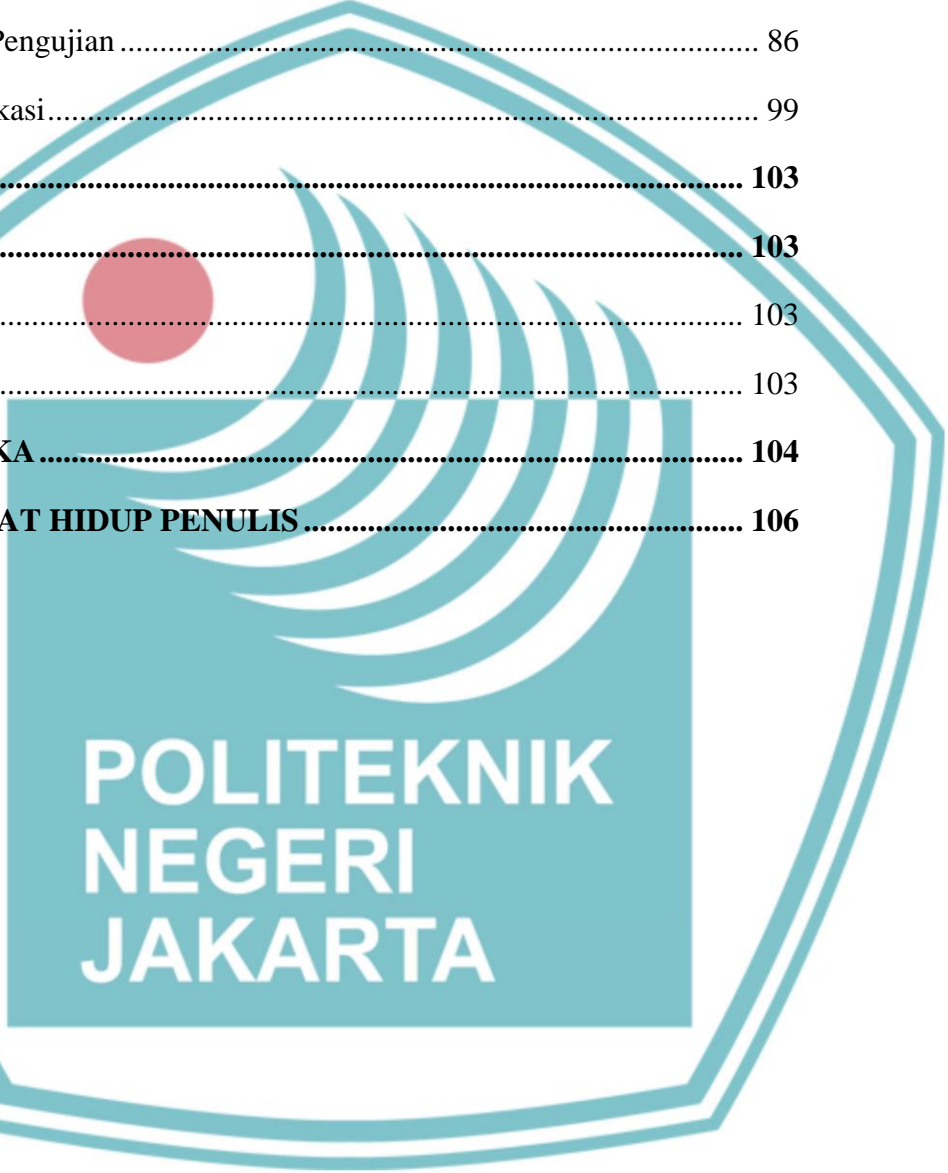 Pengujian ........................................................................ 86
kasi ........................................................................ 99
........................................................................ 103
........................................................................ 103
........................................................................ 103
........................................................................ 103
KA ........................................................................ 104
AT HIDUP PENULIS ........................................................ 106
POLITEKNIK
NEGERI
JAKARTA